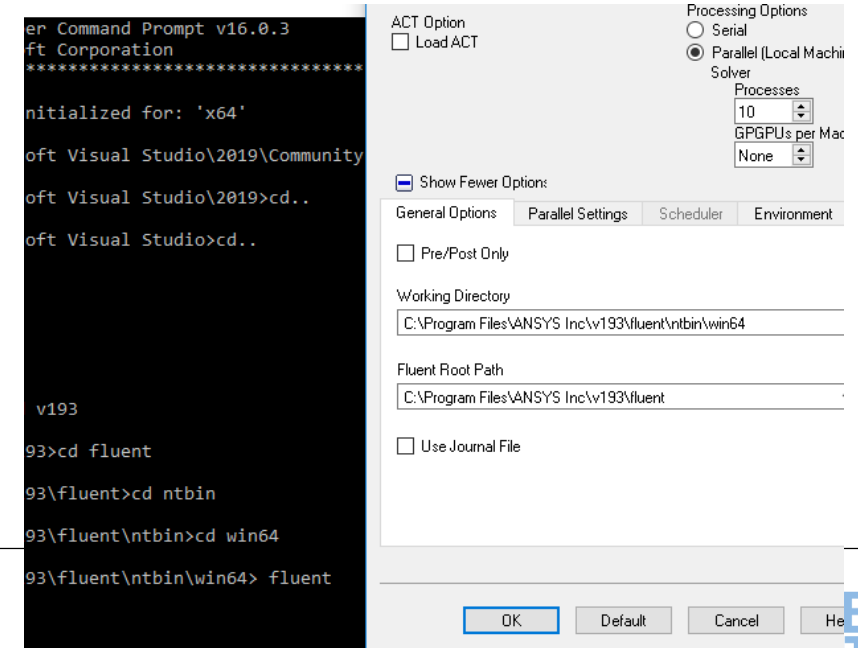 er Command Prompt v16.0.3
ft Corporation
********************************
nitialized for: 'x64'
oft Visual Studio\2019\Community
oft Visual Studio\2019>cd..
oft Visual Studio>cd..
v193
93>cd fluent
93\fluent>cd ntbin
93\fluent\ntbin>cd win64
93\fluent\ntbin\win64> fluent
ACT Option
Load ACT
Processing Options
Serial
Parallel (Local Machi
Solver
Processes
10
GPGPUs per Mac
None
Show Fewer Options
General Options
Parallel Settings
Scheduler
Environment
Pre/Post Only
Working Directory
C:\Program Files\ANSYS Inc\v193\fluent\ntbin\win64
Fluent Root Path
C:\Program Files\ANSYS Inc\v193\fluent
Use Journal File
OK
Default
Cancel
He